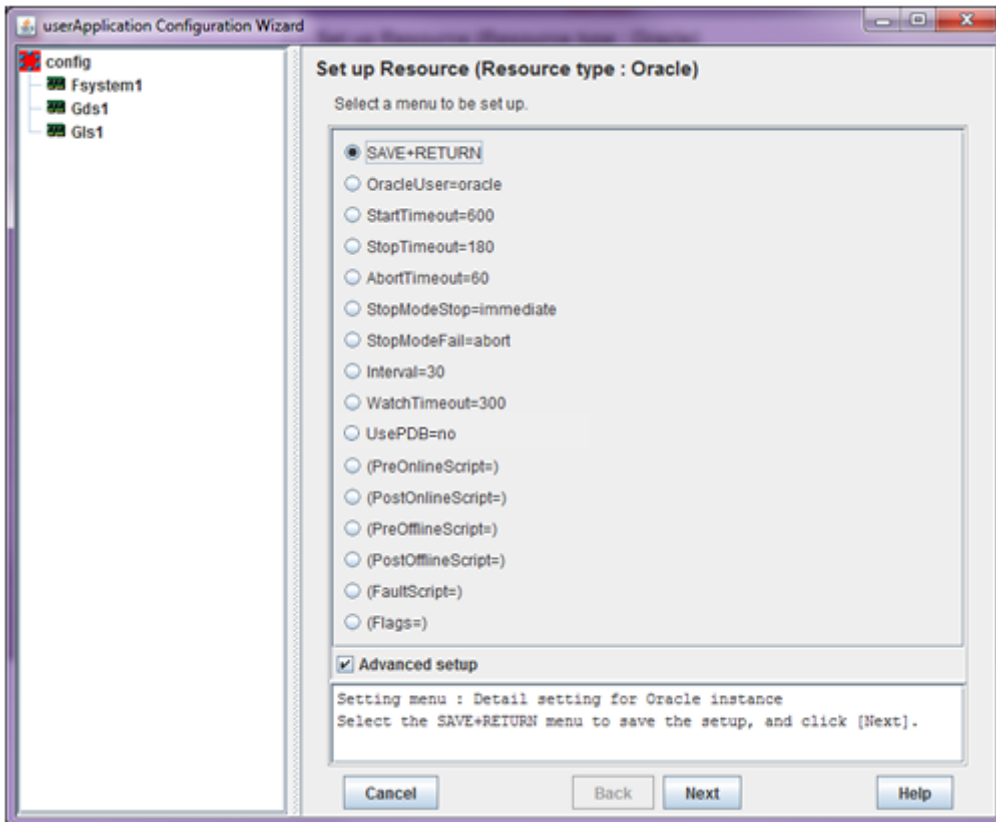 userApplication Configuration Wizard
config
Fsystem1
Gds1
Gls1
Set up Resource (Resource type : Oracle)
Select a menu to be set up.
SAVE+RETURN
OracleUser=oracle
StartTimeout=600
StopTimeout=180
AbortTimeout=60
StopModeStop=immediate
StopModeFail=abort
Interval=30
WatchTimeout=300
UsePDB=no
(PreOnlineScript=)
(PostOnlineScript=)
(PreOfflineScript=)
(PostOfflineScript=)
(FaultScript=)
(Flags=)
Advanced setup
Setting menu : Detail setting for Oracle instance
Select the SAVE+RETURN menu to save the setup, and click [Next].
Cancel
Back
Next
Help